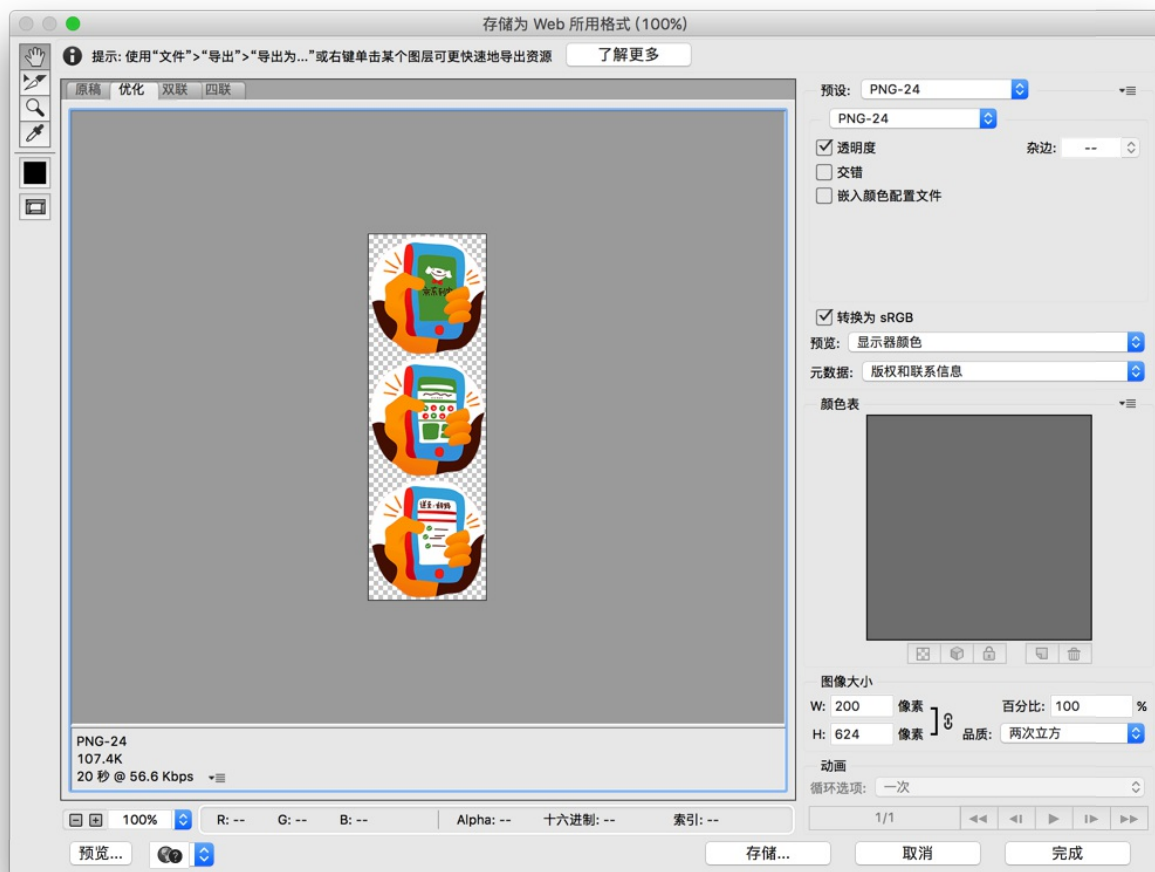 存储为 Web 所用格式 (100%)
提示: 使用“文件”>“导出”>“导出为...”或右键单击某个图层可更快速地导出资源
了解更多
原稿 优化 双联 四联
PNG-24
107.4K
20 秒 @ 56.6 Kbps
100% R: -- G: -- B: -- Alpha: -- 十六进制: -- 索引: --
预览...
预设: PNG-24
PNG-24
透明度 杂边: --
交错
嵌入颜色配置文件
转换为 sRGB
预览: 显示器颜色
元数据: 版权和联系信息
颜色表
图像大小
W: 200 像素 百分比: 100 %
H: 624 像素 品质: 两次立方
动画
循环选项: 一次
1/1
存储... 取消 完成